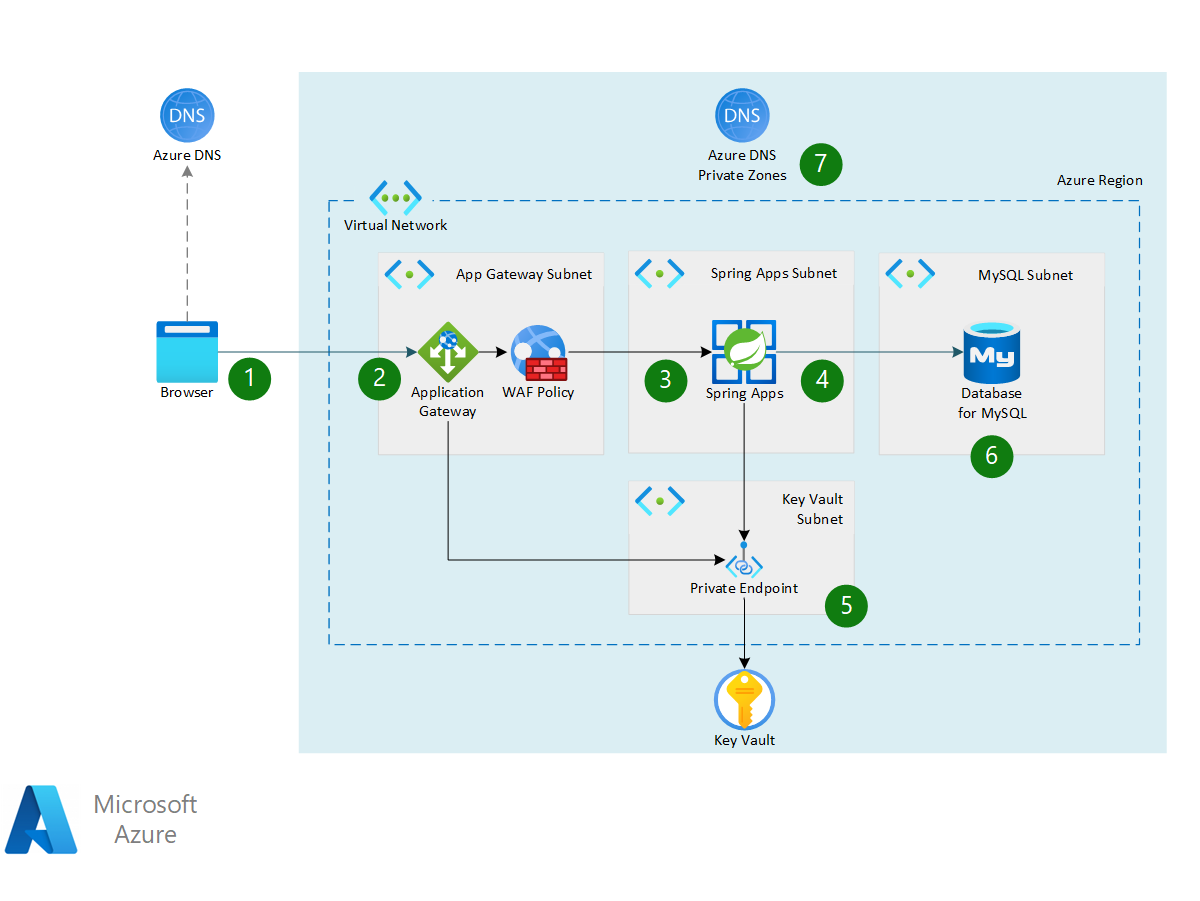 DNS
Azure DNS
DNS
Azure DNS
Private Zones
7
Azure Region
Virtual Network
App Gateway Subnet
Spring Apps Subnet
MySQL Subnet
Browser
1
2
Application
Gateway
WAF Policy
3
Spring Apps
4
My
Database
for MySQL
6
Key Vault
Subnet
Private Endpoint
5
Key Vault
Microsoft
Azure